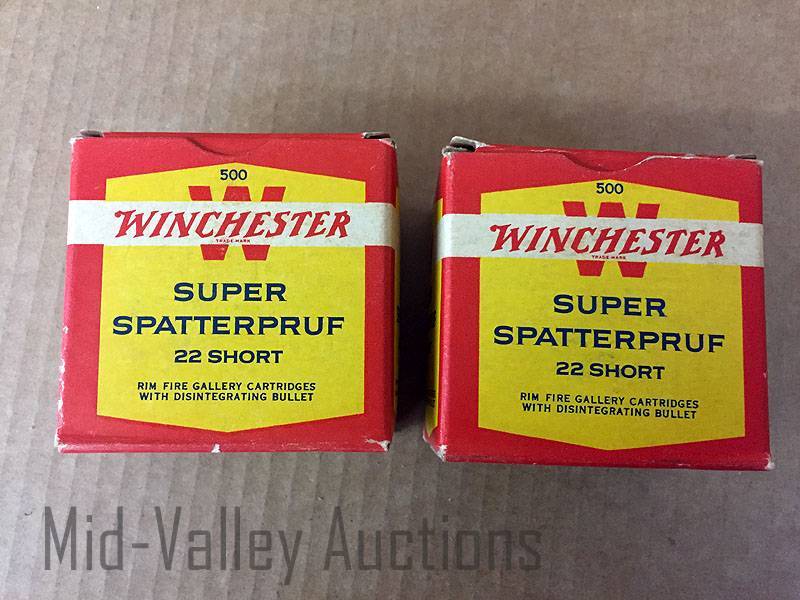 500
W
WINCHESTER
TRADE-MARK
SUPER
SPATTERPRUF
22 SHORT
RIM FIRE GALLERY CARTRIDGES
WITH DISINTEGRATING BULLET
500
W
WINCHESTER
TRADE-MARK
SUPER
SPATTERPRUF
22 SHORT
RIM FIRE GALLERY CARTRIDGES
WITH DISINTEGRATING BULLET
Mid-Valley Auctions